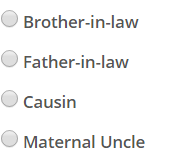 Brother-in-law
Father-in-law
Causin
Maternal Uncle